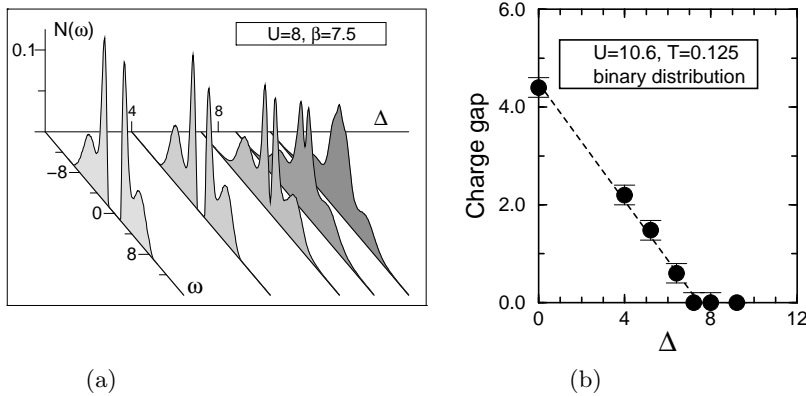 N(ω)
U=8, β=7.5
0.1
4
8
Δ
−8
0
8
ω
(a)
6.0
4.0
2.0
0.0
Charge gap
U=10.6, T=0.125
binary distribution
0
4
8
12
Δ
(b)